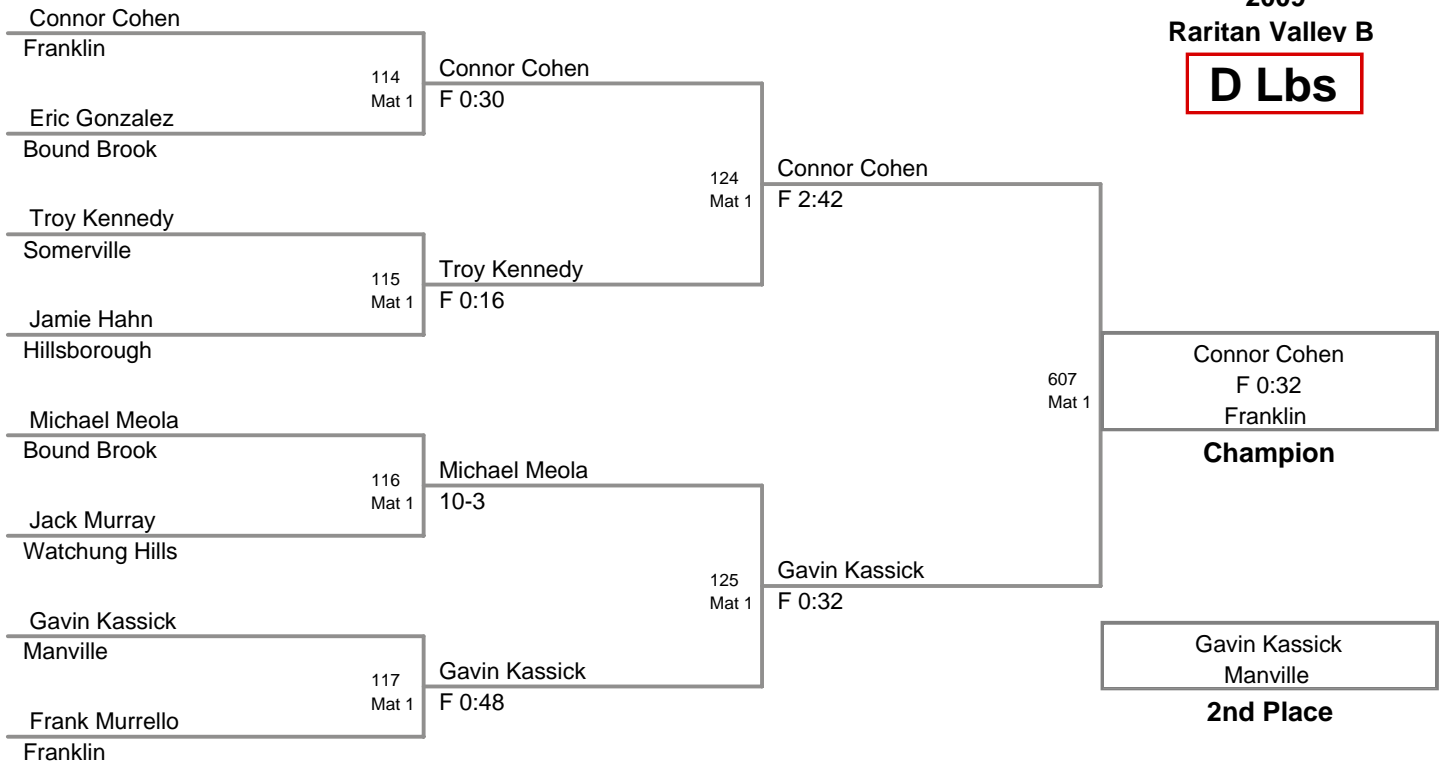 2009
Raritan Valley B
D Lbs
Connor Cohen
Franklin
114
Mat 1
Connor Cohen
F 0:30
Eric Gonzalez
Bound Brook
124
Mat 1
Connor Cohen
F 2:42
Troy Kennedy
Somerville
115
Mat 1
Troy Kennedy
F 0:16
Jamie Hahn
Hillsborough
607
Mat 1
Connor Cohen
F 0:32
Franklin
Champion
Michael Meola
Bound Brook
116
Mat 1
Michael Meola
10-3
Jack Murray
Watchung Hills
125
Mat 1
Gavin Kassick
F 0:32
Gavin Kassick
Manville
117
Mat 1
Gavin Kassick
F 0:48
Frank Murrello
Franklin
Gavin Kassick
Manville
2nd Place